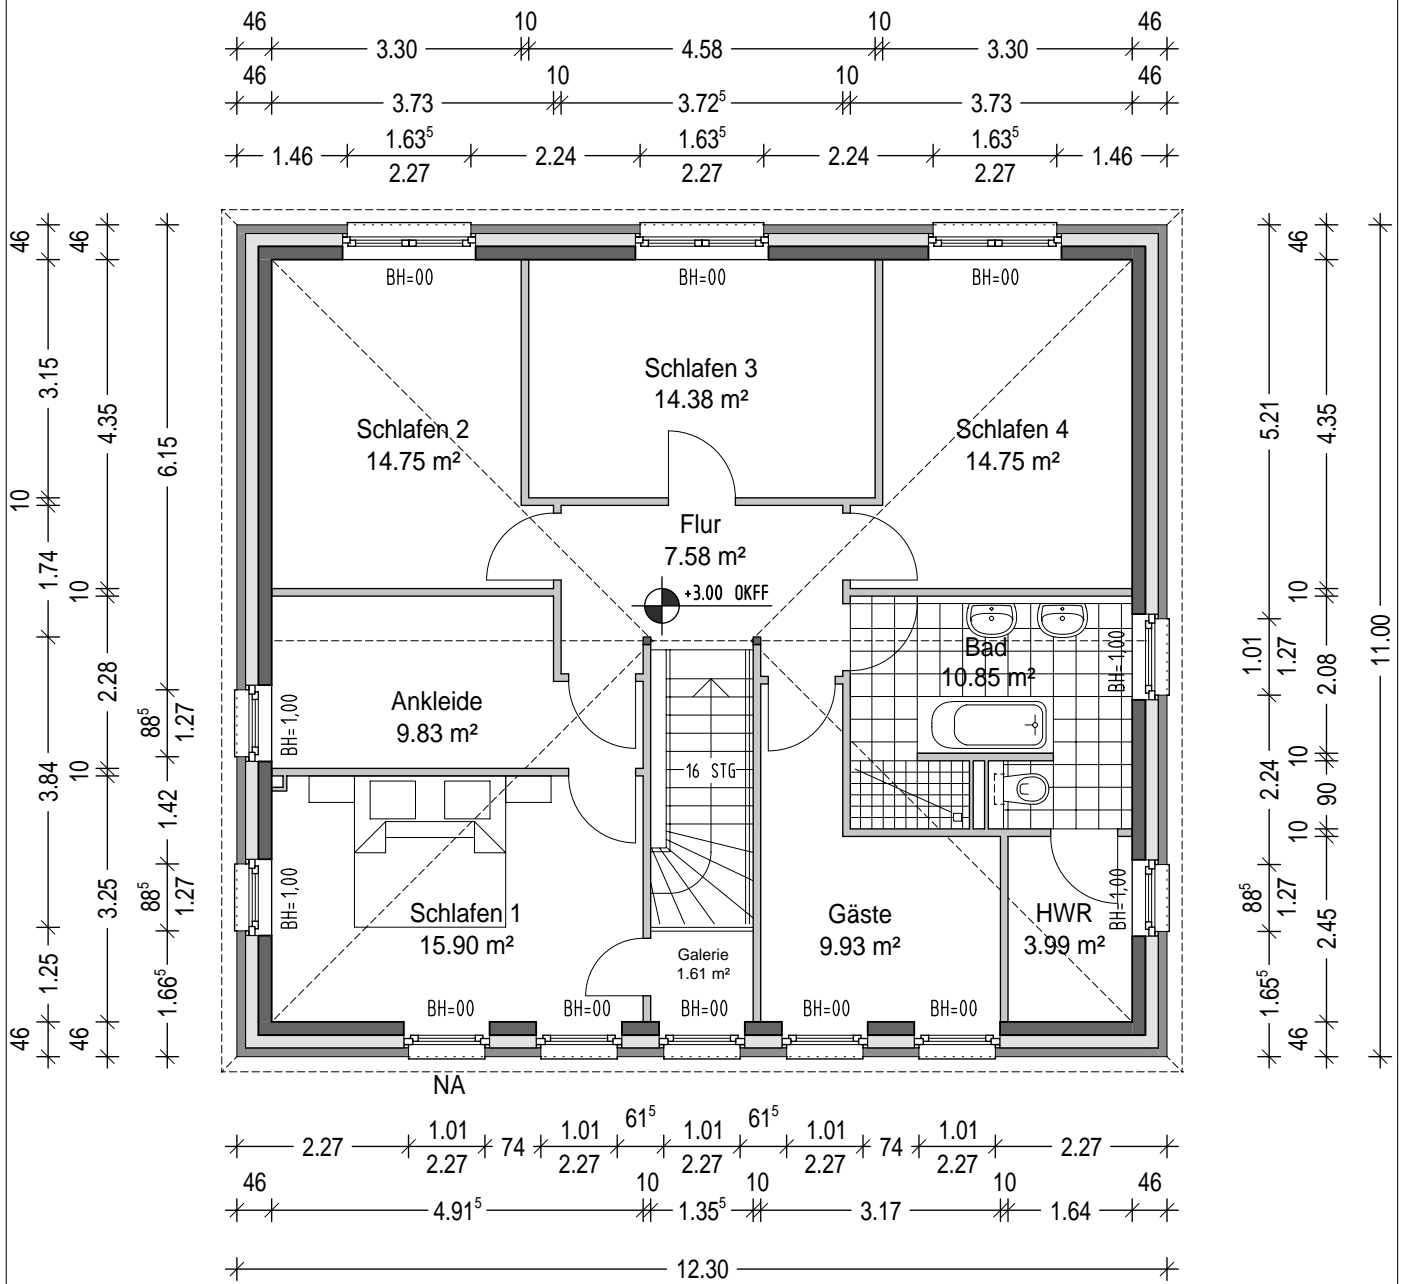 46 10 10 46
3.30 4.58 3.30
46 10 10 46
3.73 3.72⁵ 3.73
1.46 1.63⁵ 2.24 1.63⁵ 2.24 1.63⁵ 1.46
2.27 2.27 2.27
46 46 6.15
3.15 4.35
10 1.74 10
2.28
88⁵ 1.27
3.84 10 1.42
3.25 88⁵ 1.27
1.25 1.66⁵
46 46
BH=00 BH=00 BH=00
Schlafen 3
14.38 m²
Schlafen 2
14.75 m²
Schlafen 4
14.75 m²
Flur
7.58 m²
+3.00 OKFF
Bad
10.85 m²
BH=1,00
Ankleide
9.83 m²
BH=1,00
16 STG
Schlafen 1
15.90 m²
BH=1,00
Galerie
1.61 m²
Gäste
9.93 m²
HWR
3.99 m²
BH=1,00
BH=00 BH=00 BH=00 BH=00 BH=00
NA
5.21 46 4.35 11.00
10
1.01 1.27 2.08
10
2.24 90
10
88⁵ 1.27 2.45
1.65⁵
46
2.27 1.01 74 1.01 61⁵ 1.01 61⁵ 1.01 74 1.01 2.27
2.27 2.27 2.27 2.27 2.27
46 10 10 10 46
4.91⁵ 1.35⁵ 3.17 1.64
12.30